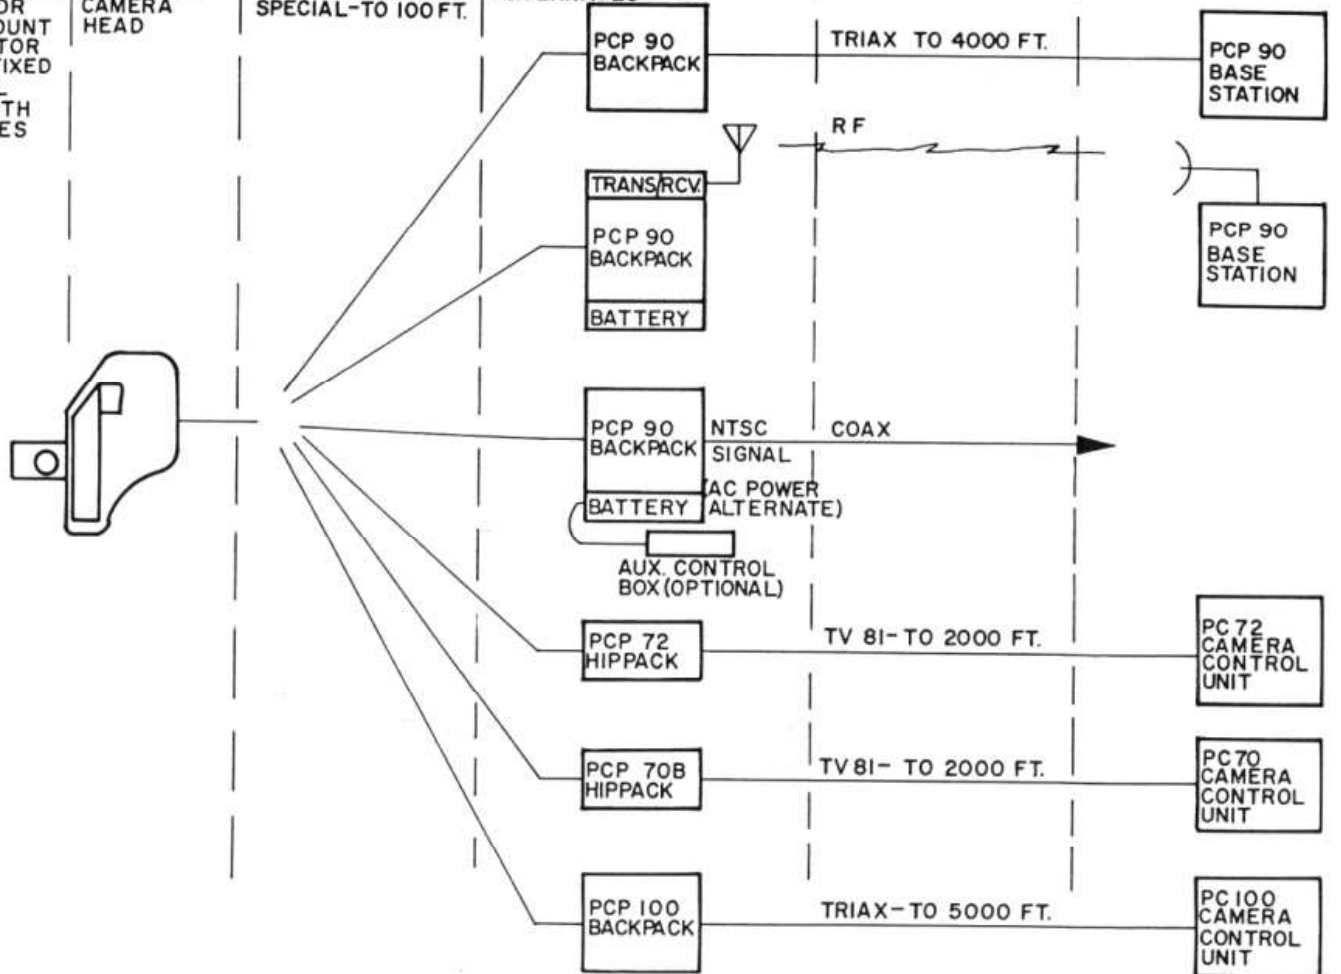 CAMERA
HEAD
SPECIAL-TO 100 FT.
OR
OUNT
TOR
IXED
TH
ES
PCP 90
BACKPACK
TRIAX TO 4000 FT.
PCP 90
BASE
STATION
RF
TRANS/RCV.
PCP 90
BACKPACK
BATTERY
PCP 90
BASE
STATION
PCP 90
BACKPACK
NTSC
SIGNAL
COAX
BATTERY
(AC POWER
ALTERNATE)
AUX. CONTROL
BOX (OPTIONAL)
PCP 72
HIPPACK
TV 81- TO 2000 FT.
PC 72
CAMERA
CONTROL
UNIT
PCP 70B
HIPPACK
TV 81- TO 2000 FT.
PC 70
CAMERA
CONTROL
UNIT
PCP 100
BACKPACK
TRIAX-TO 5000 FT.
PC 100
CAMERA
CONTROL
UNIT